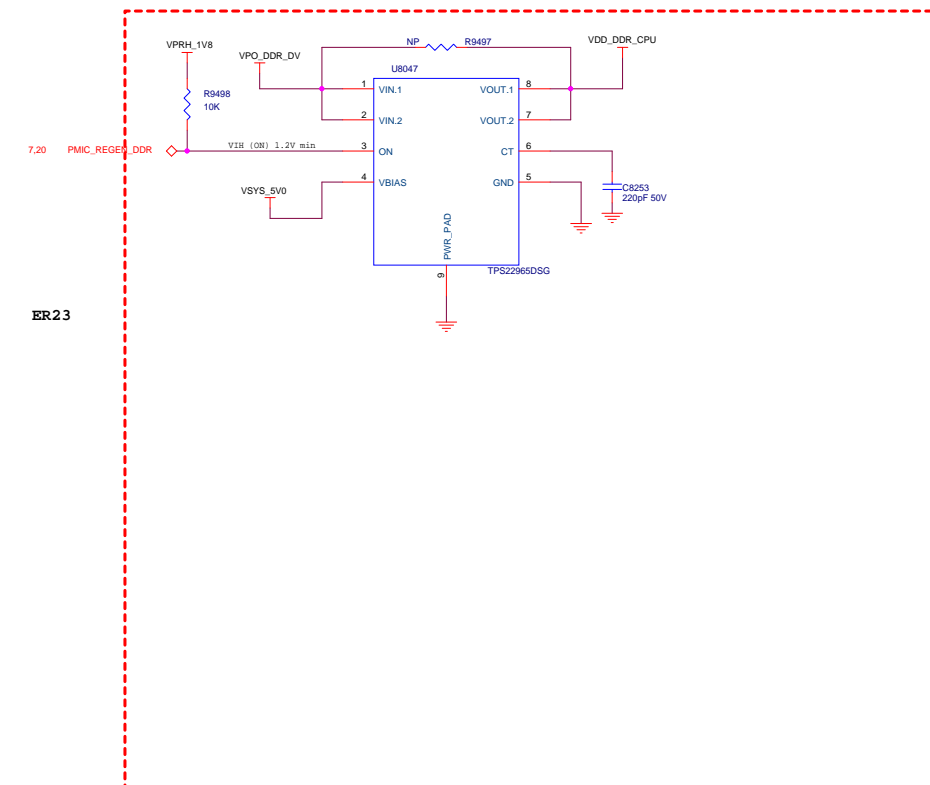 VPRH_1V8
VPO_DDR_DV
NP
R9497
VDD_DDR_CPU
U8047
R9498
10K
1
VIN.1
VOUT.1
8
2
VIN.2
VOUT.2
7
7,20
PMIC_REGEN_DDR
VIH (ON) 1.2V min
3
ON
CT
6
VSYS_5V0
4
VBIAS
GND
5
C8253
220pF 50V
PWR_PAD
9
TPS22965DSG
ER23